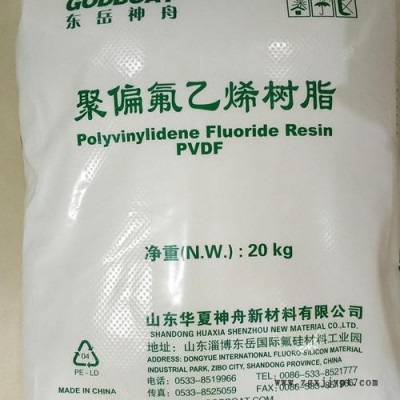 东岳神舟
聚偏氟乙烯树脂
Polyvinylidene Fluoride Resin
PVDF
净重(N.W.) : 20 kg
山东华夏神舟新材料有限公司
SHANDONG HUAXIA SHENZHOU NEW MATERIAL CO.,LTD.
地址：山东淄博东岳国际氟硅材料工业园
ADDRESS: DONGYUE INTERNATIONAL FLUORO-SILICON MATERIAL
INDUSTRIAL PARK, ZIBO CITY, SHANDONG PROVINCE, CHINA.
电话：0533-8519966 TEL: 0086-533-8521777
传真：0533-8525059
04
PE - LD
MADE IN CHINA